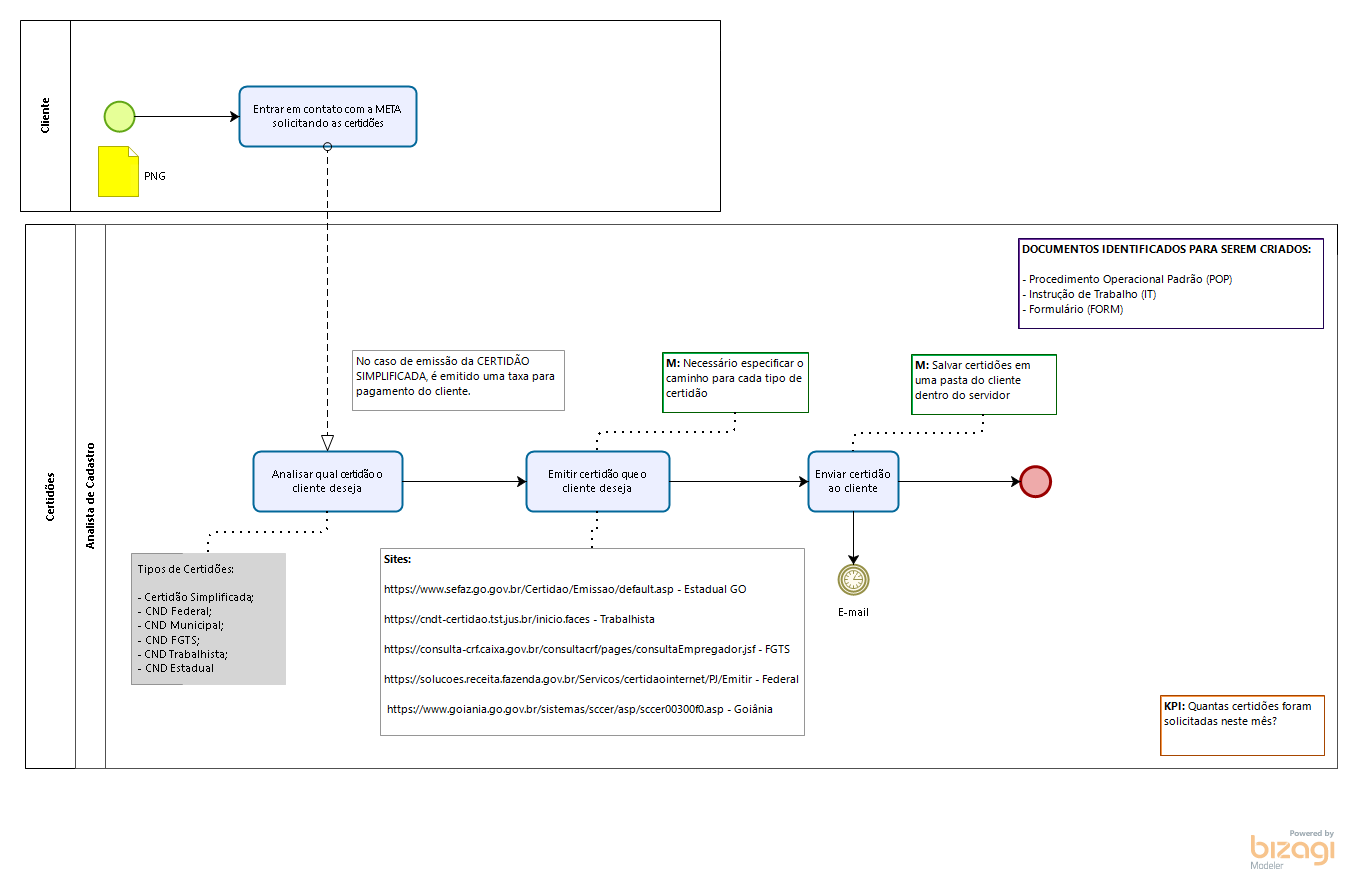 Cliente
Entrar em contato com a META
solicitando as certidões
PNG
Certidões
Analista de Cadastro
DOCUMENTOS IDENTIFICADOS PARA SEREM CRIADOS:
- Procedimento Operacional Padrão (POP)
- Instrução de Trabalho (IT)
- Formulário (FORM)
No caso de emissão da CERTIDÃO
SIMPLIFICADA, é emitido uma taxa para
pagamento do cliente.
M: Necessário especificar o
caminho para cada tipo de
certidão
M: Salvar certidões em
uma pasta do cliente
dentro do servidor
Analisar qual certidão o
cliente deseja
Emitir certidão que o
cliente deseja
Enviar certidão
ao cliente
Tipos de Certidões:
- Certidão Simplificada;
- CND Federal;
- CND Municipal;
- CND FGTS;
- CND Trabalhista;
- CND Estadual
Sites:
https://www.sefaz.go.gov.br/Certidao/Emissao/default.asp - Estadual GO
https://cndt-certidao.tst.jus.br/inicio.faces - Trabalhista
https://consulta-crf.caixa.gov.br/consultacrf/pages/consultaEmpregador.jsf - FGTS
https://solucoes.receita.fazenda.gov.br/Servicos/certidaointernet/PJ/Emitir - Federal
https://www.goiania.go.gov.br/sistemas/sccer/asp/sccer00300f0.asp - Goiânia
E-mail
KPI: Quantas certidões foram
solicitadas neste mês?
Powered by
bizagi
Modeler